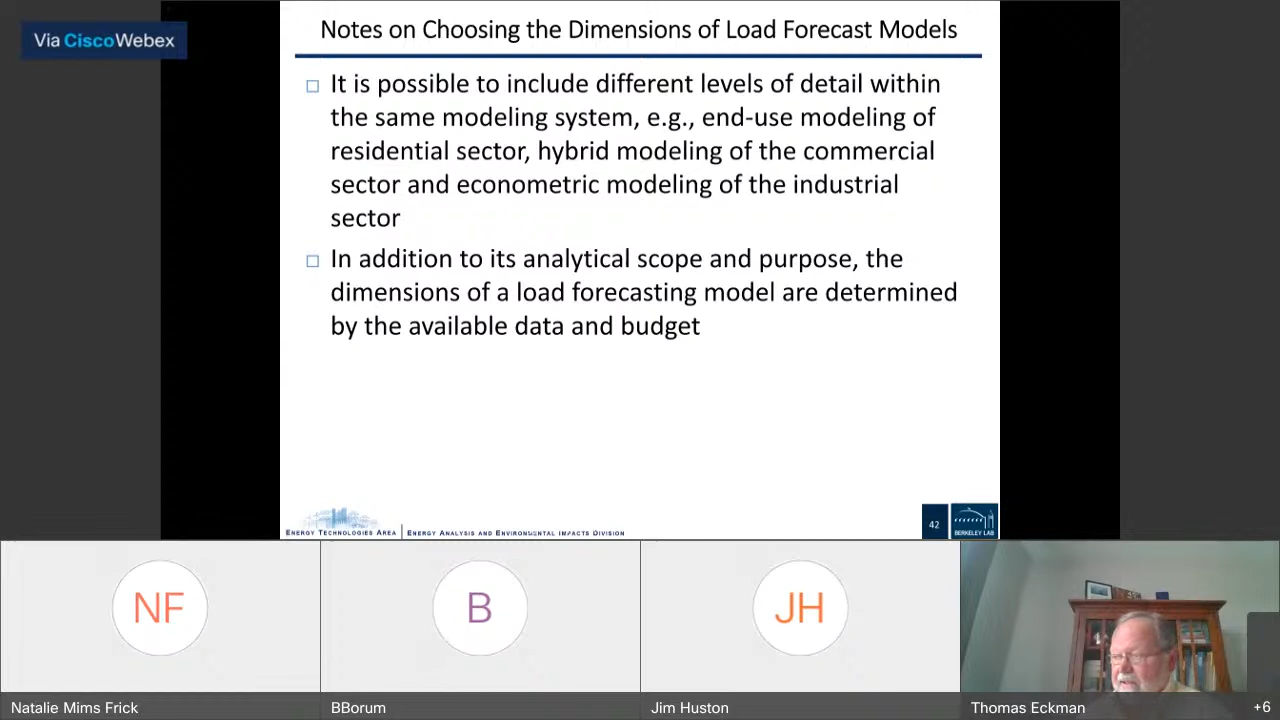 Via CiscoWebex
Notes on Choosing the Dimensions of Load Forecast Models
It is possible to include different levels of detail within
the same modeling system, e.g., end-use modeling of
residential sector, hybrid modeling of the commercial
sector and econometric modeling of the industrial
sector
In addition to its analytical scope and purpose, the
dimensions of a load forecasting model are determined
by the available data and budget
ENERGY TECHNOLOGIES AREA
ENERGY ANALYSIS AND ENVIRONMENTAL IMPACTS DIVISION
42
BERKELEY LAB
NF
B
JH
Natalie Mims Frick
BBorum
Jim Huston
Thomas Eckman
+6